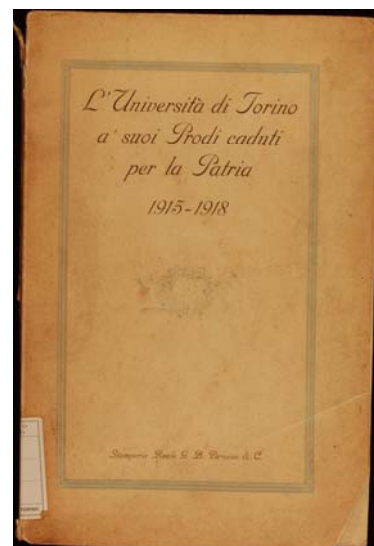 L'Università di Torino
a' suoi Prodi caduti
per la Patria
1915-1918
Stamperia Reale G. B. Paravia & C.